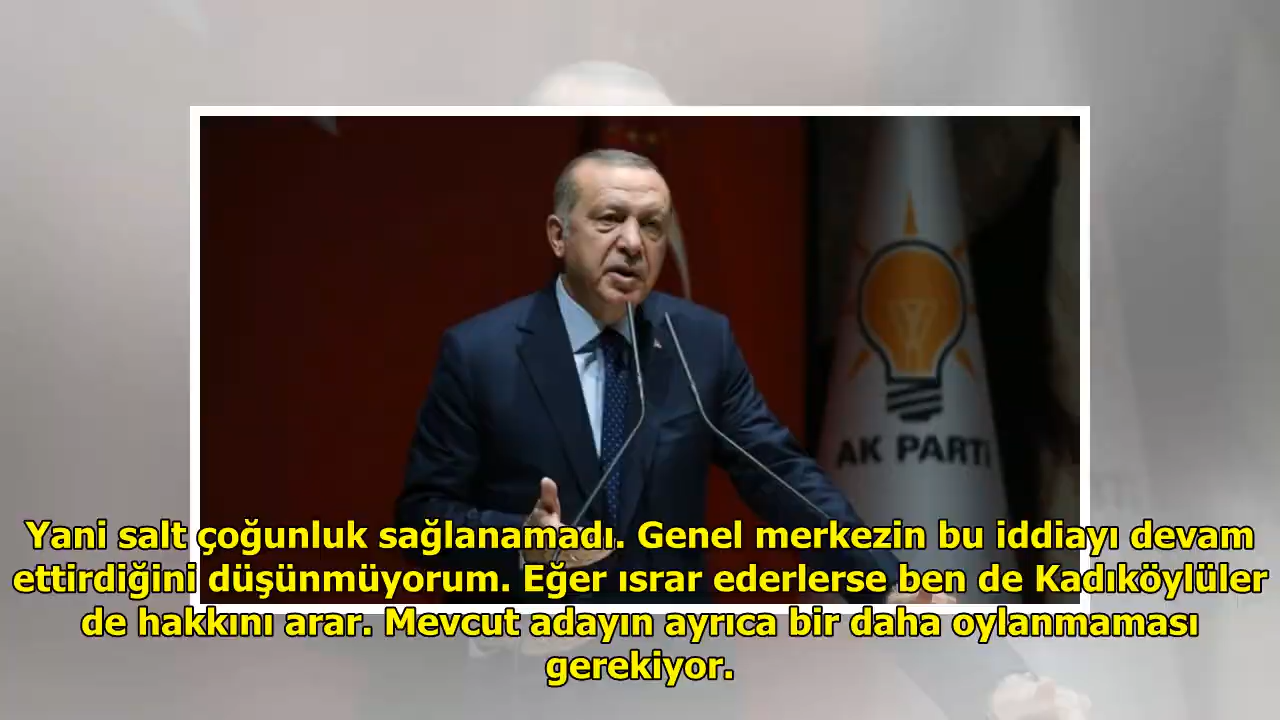 AK PARTİ
Yani salt çoğunluk sağlanamadı. Genel merkezin bu iddiayı devam
ettirdiğini düşünmüyorum. Eğer ısrar ederlerse ben de Kadıköylüler
de hakkını arar. Mevcut adayın ayrıca bir daha oylanmaması
gerekiyor.